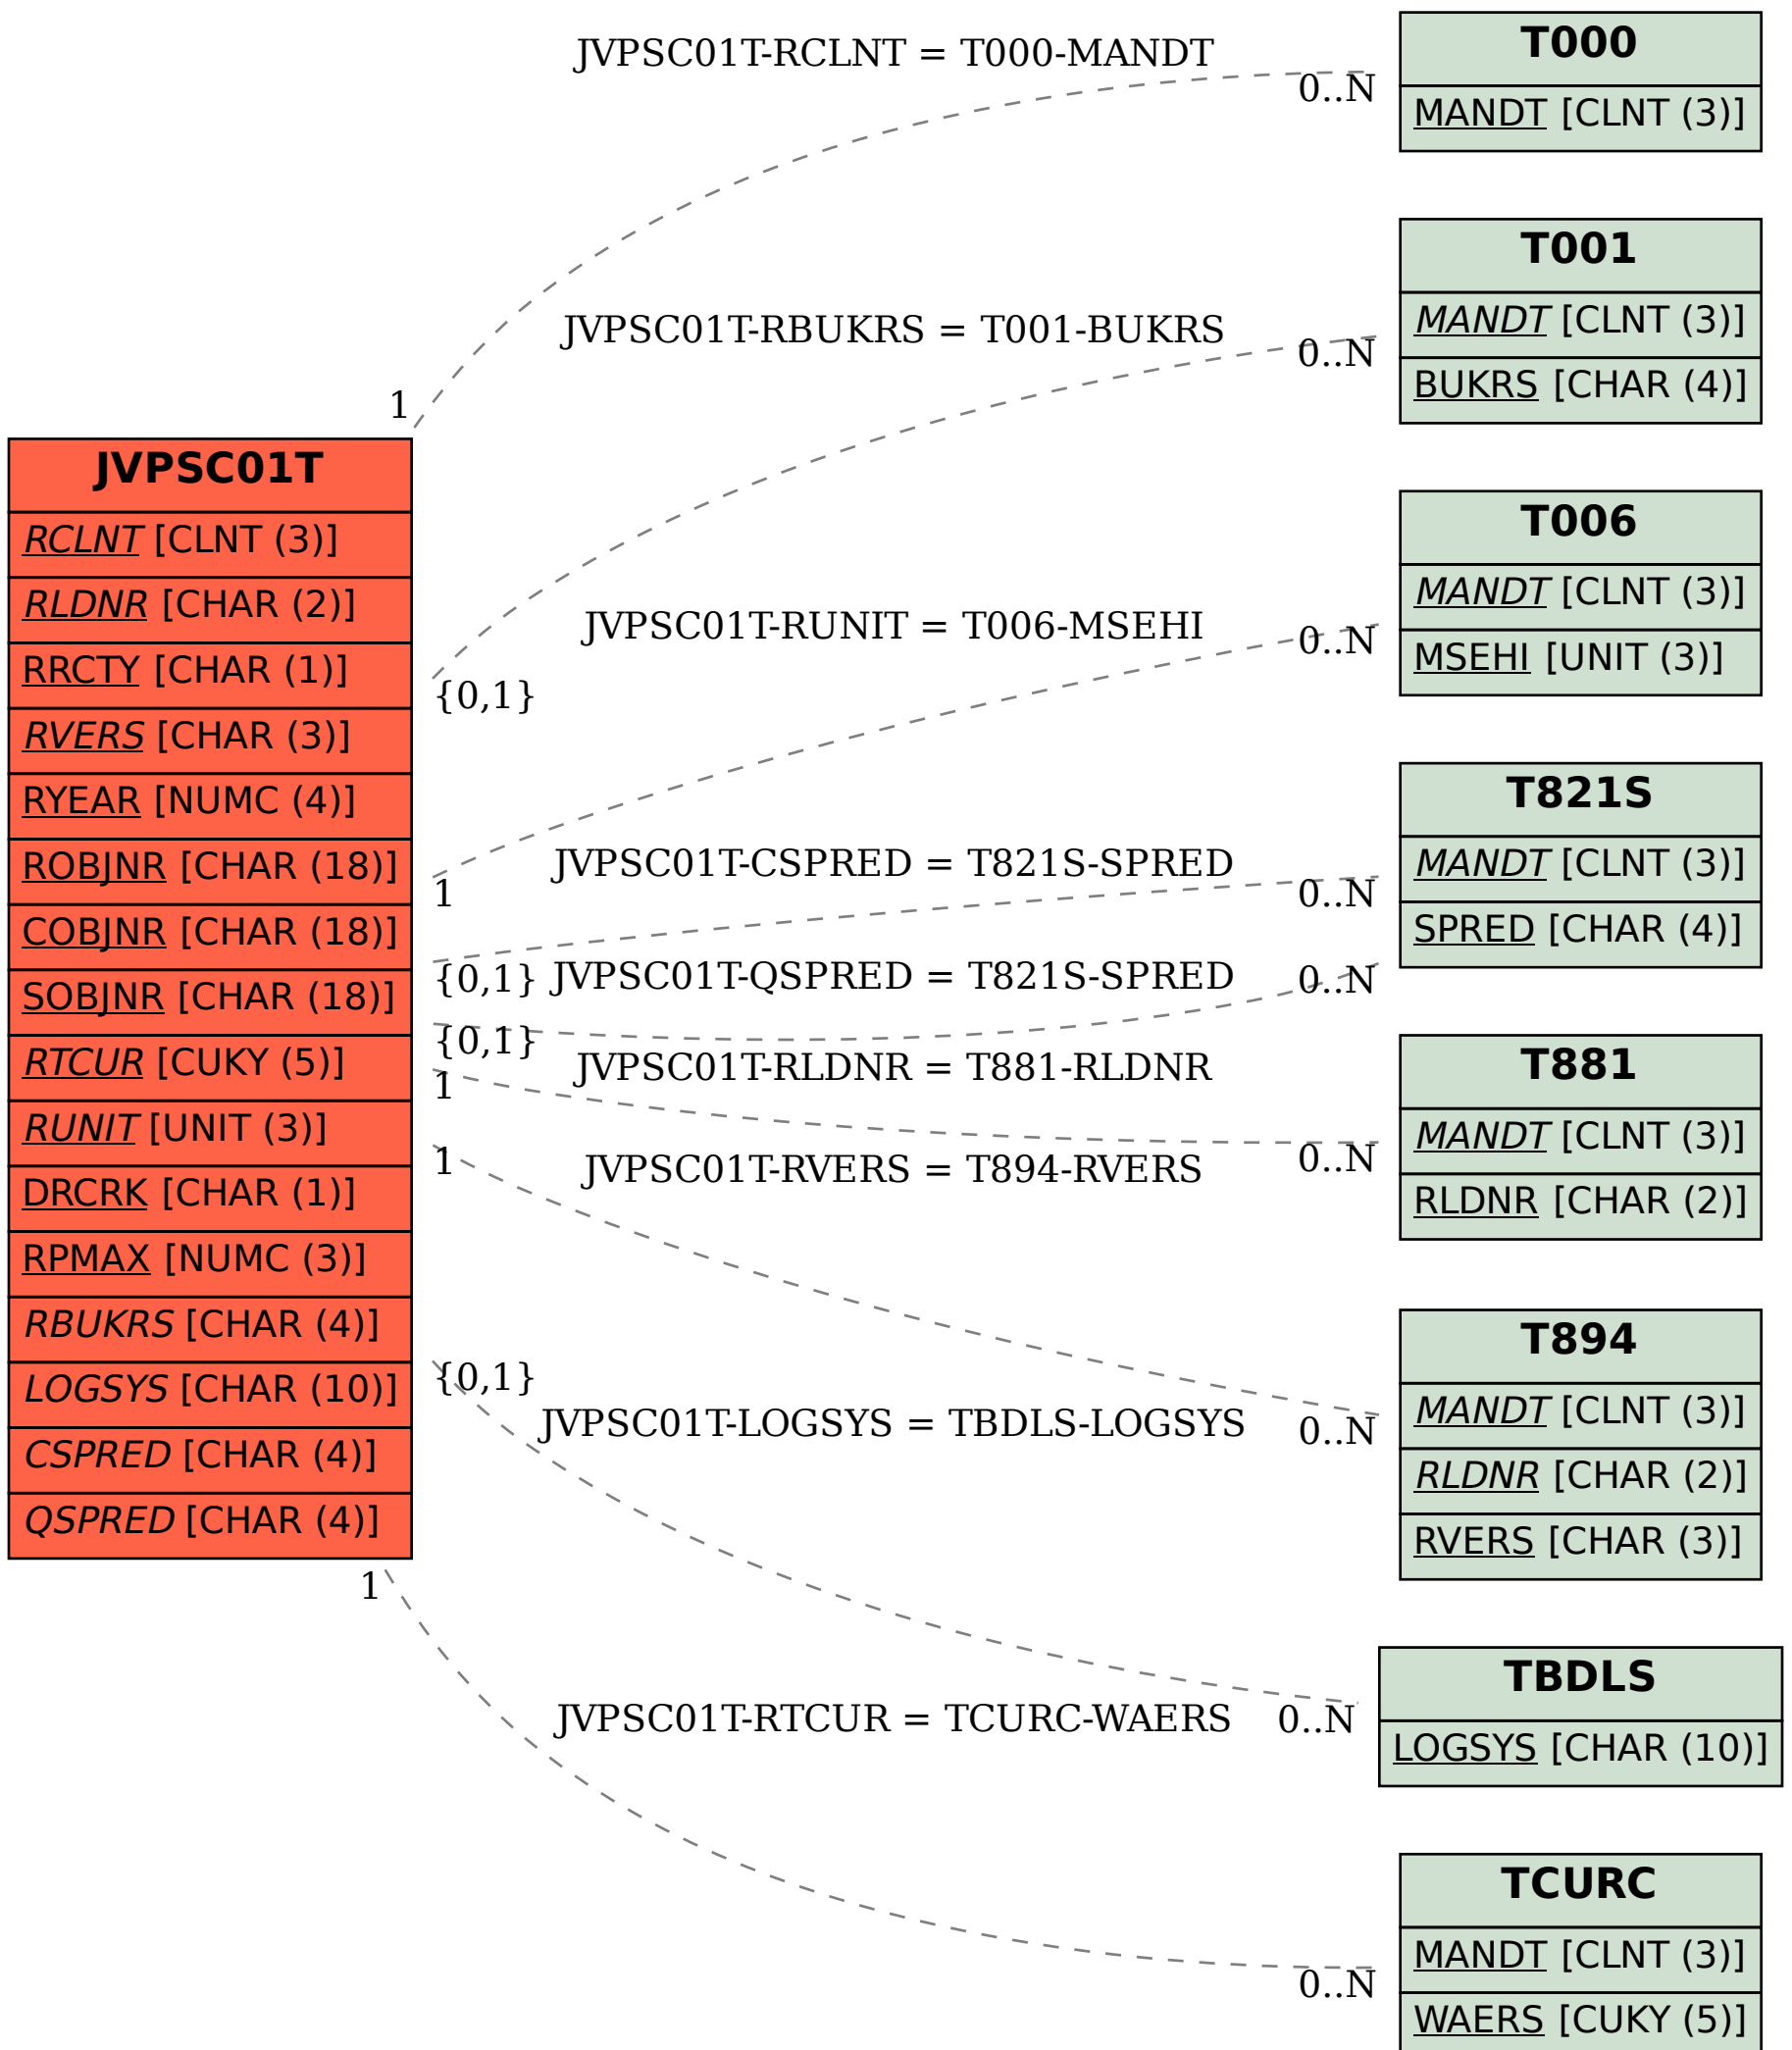 JVPSC01T
RCLNT [CLNT (3)]
RLDNR [CHAR (2)]
RRCTY [CHAR (1)]
RVERS [CHAR (3)]
RYEAR [NUMC (4)]
ROBJNR [CHAR (18)]
COBJNR [CHAR (18)]
SOBJNR [CHAR (18)]
RTCUR [CUKY (5)]
RUNIT [UNIT (3)]
DRCRK [CHAR (1)]
RPMAX [NUMC (3)]
RBUKRS [CHAR (4)]
LOGSYS [CHAR (10)]
CSPRED [CHAR (4)]
QSPRED [CHAR (4)]
JVPSC01T-RCLNT = T000-MANDT
0..N
1
JVPSC01T-RBUKRS = T001-BUKRS
0..N
{0,1}
JVPSC01T-RUNIT = T006-MSEHI
0..N
1
JVPSC01T-CSPRED = T821S-SPRED
0..N
{0,1}
JVPSC01T-QSPRED = T821S-SPRED
0..N
{0,1}
JVPSC01T-RLDNR = T881-RLDNR
0..N
1
JVPSC01T-RVERS = T894-RVERS
0..N
1
JVPSC01T-LOGSYS = TBDLS-LOGSYS
0..N
{0,1}
JVPSC01T-RTCUR = TCURC-WAERS
0..N
1
T000
MANDT [CLNT (3)]
T001
MANDT [CLNT (3)]
BUKRS [CHAR (4)]
T006
MANDT [CLNT (3)]
MSEHI [UNIT (3)]
T821S
MANDT [CLNT (3)]
SPRED [CHAR (4)]
T881
MANDT [CLNT (3)]
RLDNR [CHAR (2)]
T894
MANDT [CLNT (3)]
RLDNR [CHAR (2)]
RVERS [CHAR (3)]
TBDLS
LOGSYS [CHAR (10)]
TCURC
MANDT [CLNT (3)]
WAERS [CUKY (5)]